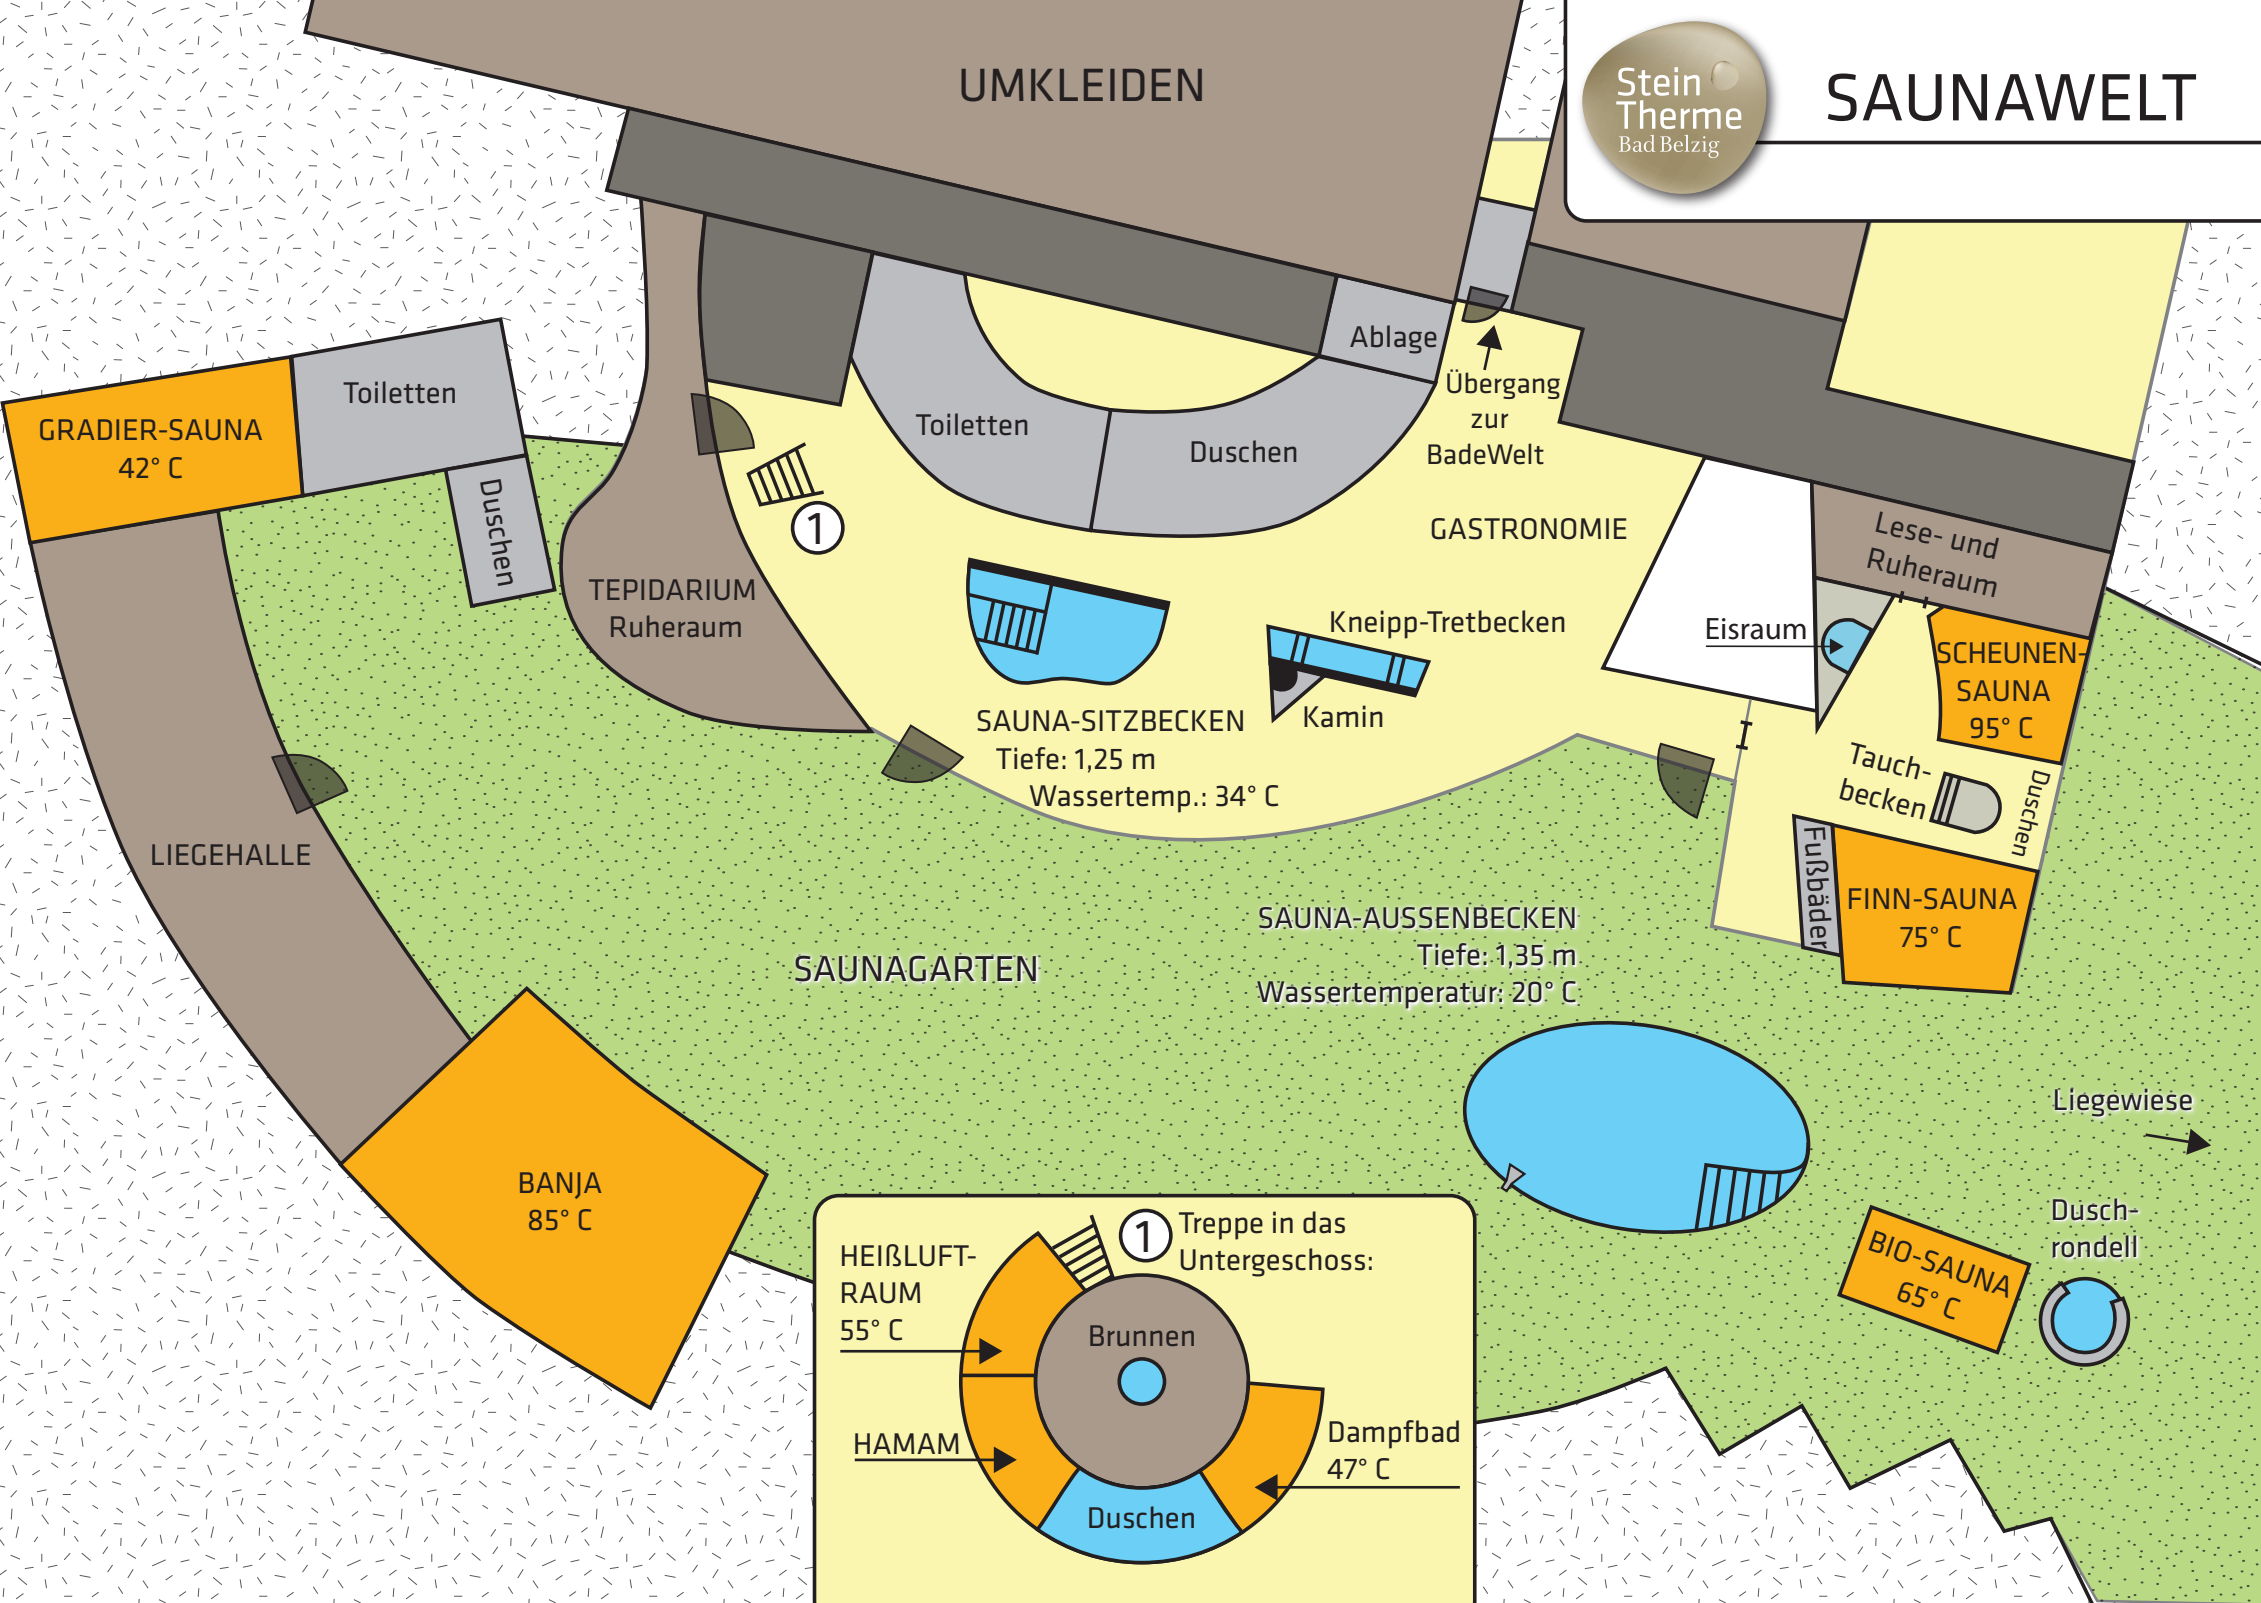 UMKLEIDEN
Stein
Therme
Bad Belzig
SAUNAWELT
Ablage
Übergang
zur
BadeWelt
Toiletten
GRADIER-SAUNA
42° C
Duschen
Toiletten
Duschen
1
GASTRONOMIE
Lese- und
Ruheraum
TEPIDARIUM
Ruheraum
Kneipp-Tretbecken
Eisraum
SCHEUNEN-
SAUNA
95° C
SAUNA-SITZBECKEN
Tiefe: 1,25 m
Wassertemp.: 34° C
Kamin
Tauch-
becken
Duschen
LIEGEHALLE
Fußbäder
FINN-SAUNA
75° C
SAUNAGARTEN
SAUNA-AUSSENBECKEN
Tiefe: 1,35 m
Wassertemperatur: 20° C
Liegewiese
BANJA
85° C
Dusch-
rondell
BIO-SAUNA
65° C
1
Treppe in das
Untergeschoss:
HEIßLUFT-
RAUM
55° C
Brunnen
HAMAM
Dampfbad
47° C
Duschen